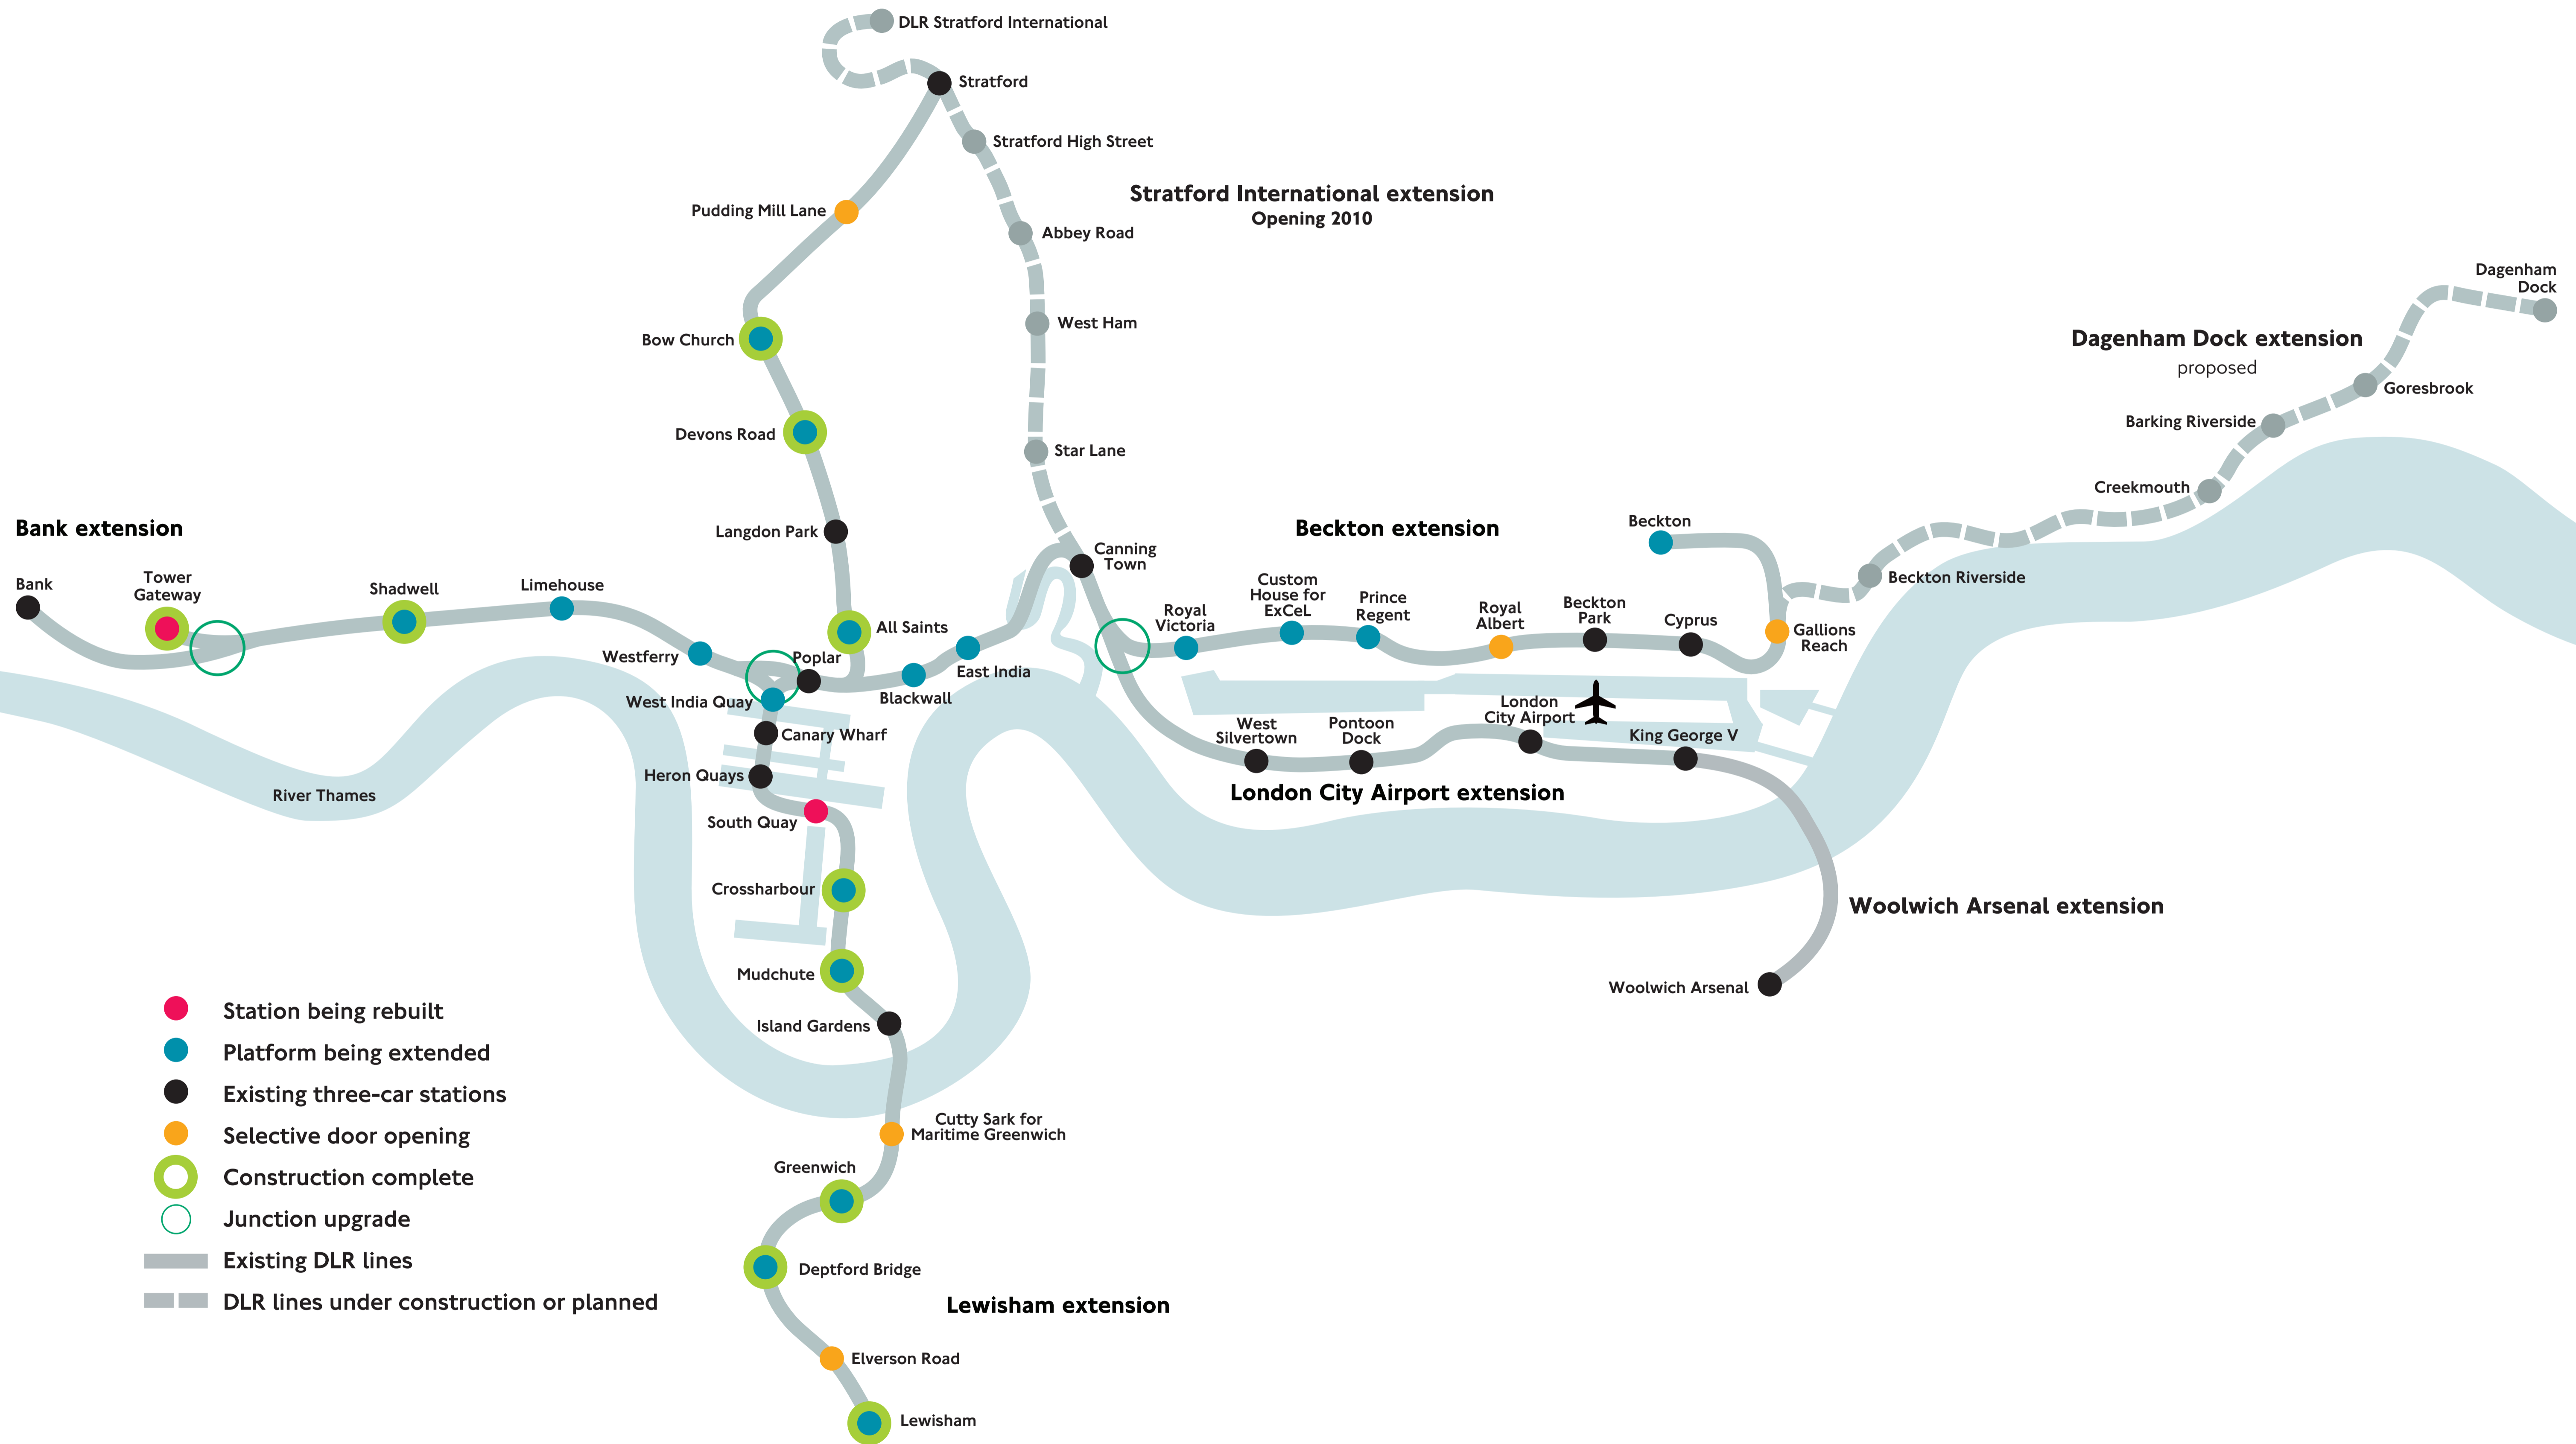 DLR Stratford International
Stratford
Stratford High Street
Stratford International extension
Opening 2010
Pudding Mill Lane
Abbey Road
Dagenham
Dock
West Ham
Bow Church
Dagenham Dock extension
proposed
Goresbrook
Barking Riverside
Devons Road
Star Lane
Creekmouth
Bank extension
Langdon Park
Beckton extension
Beckton
Canning
Town
Bank
Tower
Gateway
Shadwell
Limehouse
Custom
House for
ExCeL
Prince
Regent
Royal
Victoria
Royal
Albert
Beckton
Park
Cyprus
Beckton Riverside
Gallions
Reach
All Saints
Westferry
Poplar
East India
Blackwall
West India Quay
Canary Wharf
West
Silvertown
Pontoon
Dock
London
City Airport
King George V
Heron Quays
River Thames
London City Airport extension
South Quay
Crossharbour
Woolwich Arsenal extension
Mudchute
Woolwich Arsenal
Island Gardens
Cutty Sark for
Maritime Greenwich
Greenwich
Deptford Bridge
Lewisham extension
Elverson Road
Lewisham
Station being rebuilt
Platform being extended
Existing three-car stations
Selective door opening
Construction complete
Junction upgrade
Existing DLR lines
DLR lines under construction or planned